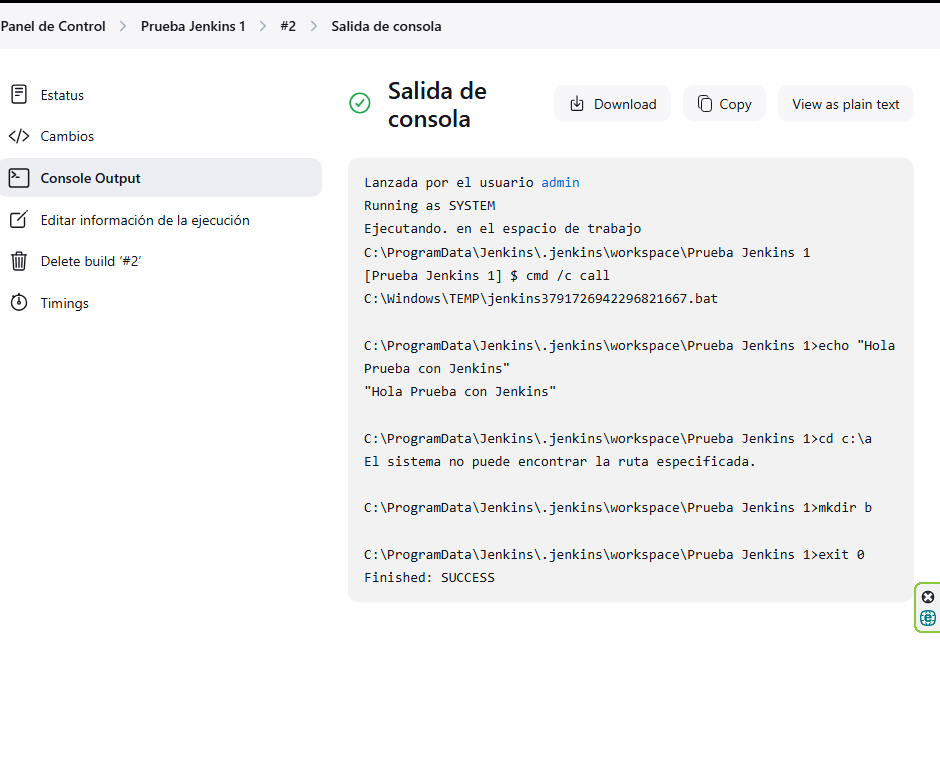 Panel de Control > Prueba Jenkins 1 > #2 > Salida de consola
Estatus
Cambios
Console Output
Editar información de la ejecución
Delete build ‘#2’
Timings
Salida de
consola
Download
Copy
View as plain text
Lanzada por el usuario admin
Running as SYSTEM
Ejecutando. en el espacio de trabajo
C:\ProgramData\Jenkins\.jenkins\workspace\Prueba Jenkins 1
[Prueba Jenkins 1] $ cmd /c call
C:\Windows\TEMP\jenkins3791726942296821667.bat
C:\ProgramData\Jenkins\.jenkins\workspace\Prueba Jenkins 1>echo "Hola
Prueba con Jenkins"
"Hola Prueba con Jenkins"
C:\ProgramData\Jenkins\.jenkins\workspace\Prueba Jenkins 1>cd c:\a
El sistema no puede encontrar la ruta especificada.
C:\ProgramData\Jenkins\.jenkins\workspace\Prueba Jenkins 1>mkdir b
C:\ProgramData\Jenkins\.jenkins\workspace\Prueba Jenkins 1>exit 0
Finished: SUCCESS